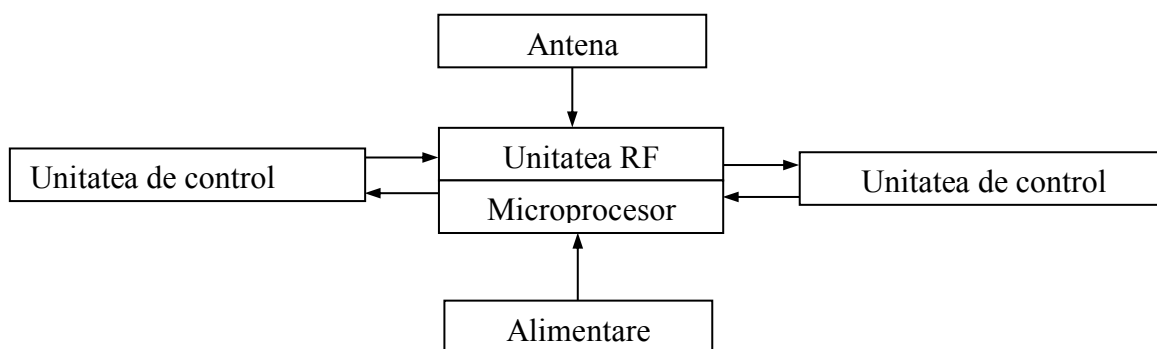 Antena
Unitatea RF
Unitatea de control
Unitatea de control
Microprocesor
Alimentare